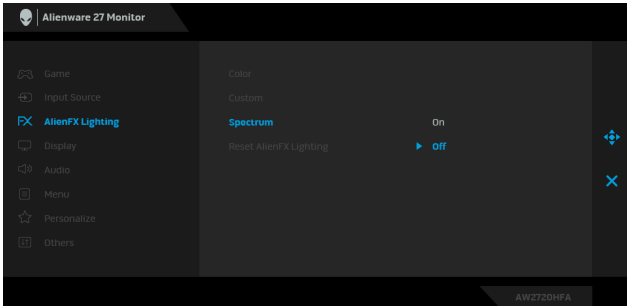 Alienware 27 Monitor
Game
Color
Input Source
Custom
FX AlienFX Lighting
Spectrum
On
Display
Reset AlienFX Lighting
Off
Audio
Menu
Personalize
Others
AW2720HFA